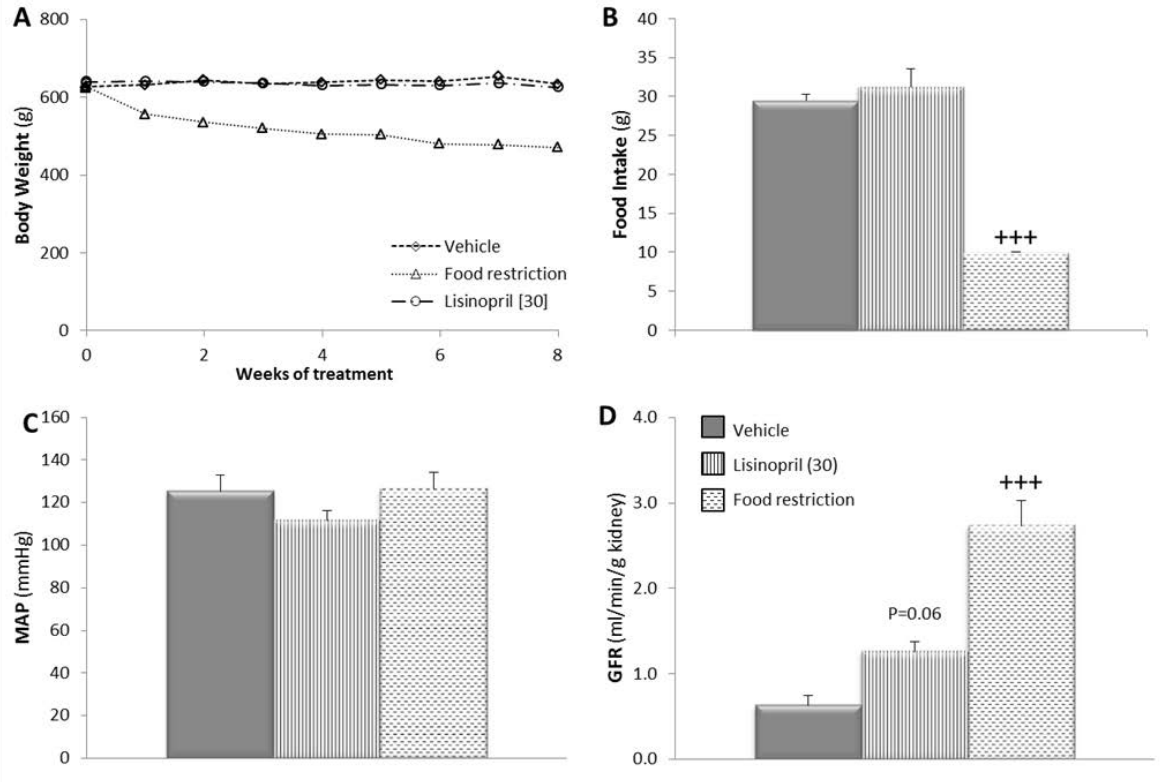 A
800
600
400
200
0
Body Weight (g)
Vehicle
Food restriction
Lisinopril [30]
0 2 4 6 8
Weeks of treatment
B
40
35
30
25
20
15
10
5
0
Food Intake (g)
+++
C
160
140
120
100
80
60
40
20
0
MAP (mmHg)
D
4.0
3.0
2.0
1.0
0.0
GFR (ml/min/g kidney)
Vehicle
Lisinopril (30)
Food restriction
P=0.06
+++